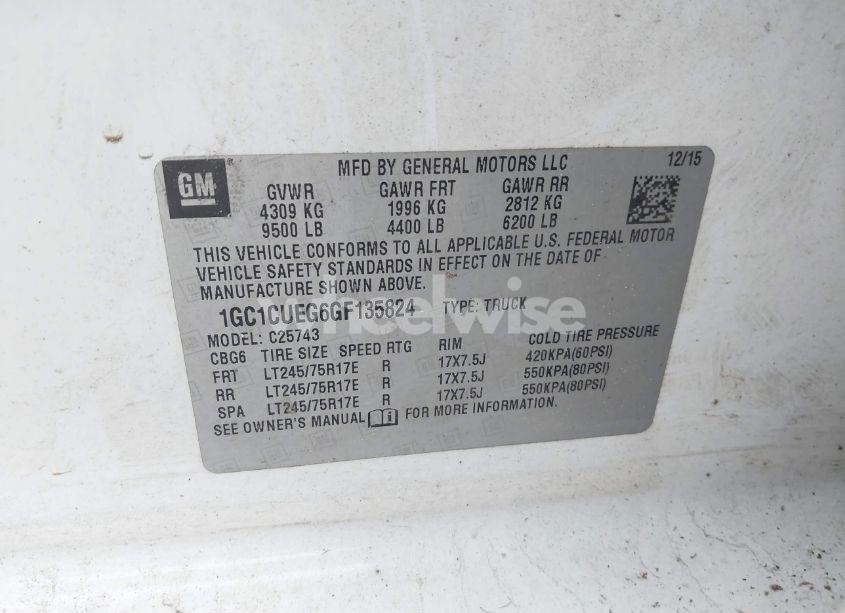 GM
MFD BY GENERAL MOTORS LLC 12/15
GVWR GAWR FRT GAWR RR
4309 KG 1996 KG 2812 KG
9500 LB 4400 LB 6200 LB
THIS VEHICLE CONFORMS TO ALL APPLICABLE U.S. FEDERAL MOTOR
VEHICLE SAFETY STANDARDS IN EFFECT ON THE DATE OF
MANUFACTURE SHOWN ABOVE.
1GC1CUEG6GF135824 TYPE: TRUCK
wheelwise
MODEL: C25743
CBG6 TIRE SIZE SPEED RTG RIM COLD TIRE PRESSURE
FRT LT245/75R17E R 17X7.5J 420KPA(60PSI)
RR LT245/75R17E R 17X7.5J 550KPA(80PSI)
SPA LT245/75R17E R 17X7.5J 550KPA(80PSI)
SEE OWNER'S MANUAL FOR MORE INFORMATION.